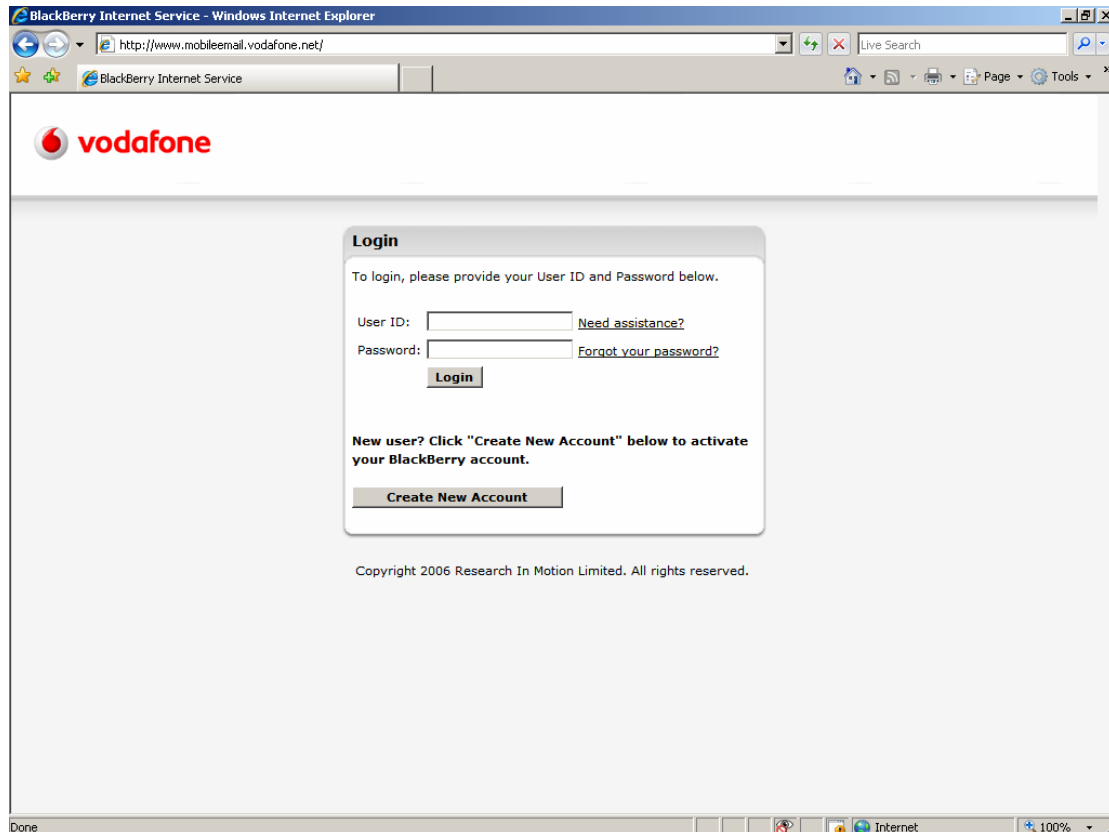 BlackBerry Internet Service - Windows Internet Explorer
http://www.mobileemail.vodafone.net/
Live Search
BlackBerry Internet Service
Page
Tools
vodafone
Login
To login, please provide your User ID and Password below.
User ID:
Need assistance?
Password:
Forgot your password?
Login
New user? Click "Create New Account" below to activate
your BlackBerry account.
Create New Account
Copyright 2006 Research In Motion Limited. All rights reserved.
Done
Internet
100%